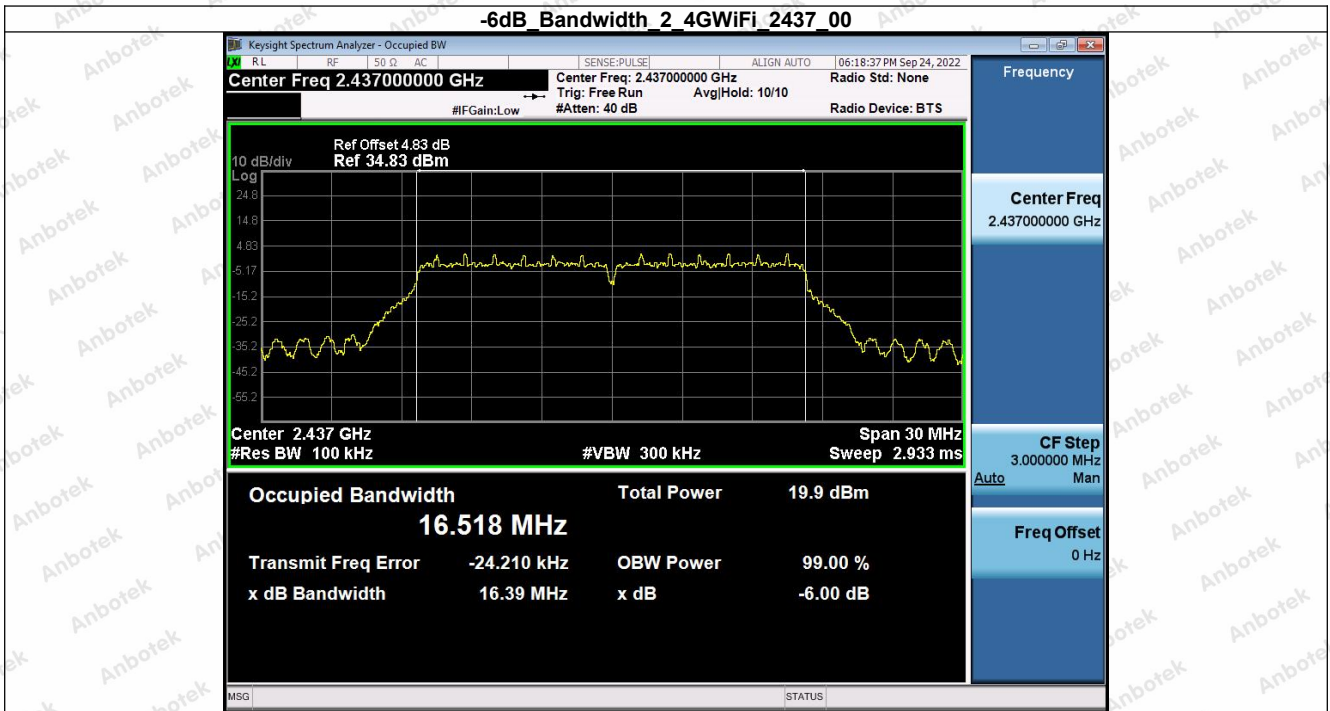 -6dB_Bandwidth_2_4GWiFi_2437_00
Keysight Spectrum Analyzer - Occupied BW
LXI RL RF 50 Ω AC SENSE:PULSE ALIGN AUTO 06:18:37 PM Sep 24, 2022
Center Freq 2.437000000 GHz
Center Freq: 2.437000000 GHz
Radio Std: None
Trig: Free Run Avg|Hold: 10/10
#IFGain:Low #Atten: 40 dB Radio Device: BTS
Frequency
Ref Offset 4.83 dB
10 dB/div Ref 34.83 dBm
Log
24.8
14.8
4.83
-5.17
-15.2
-25.2
-35.2
-45.2
-55.2
Center 2.437 GHz Span 30 MHz
#Res BW 100 kHz #VBW 300 kHz Sweep 2.933 ms
Center Freq
2.437000000 GHz
CF Step
3.000000 MHz
Auto Man
Freq Offset
0 Hz
Occupied Bandwidth Total Power 19.9 dBm
16.518 MHz
Transmit Freq Error -24.210 kHz OBW Power 99.00 %
x dB Bandwidth 16.39 MHz x dB -6.00 dB
MSG STATUS
Anbotek